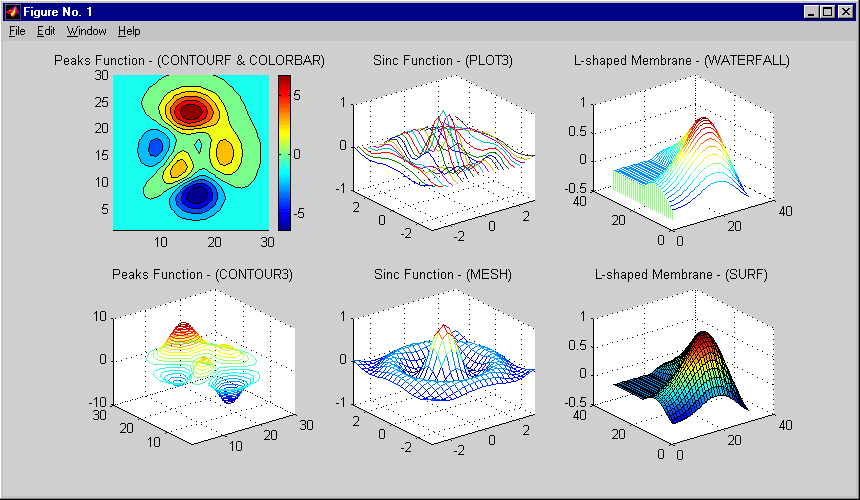 Figure No. 1
File Edit Window Help
Peaks Function - (CONTOURF & COLORBAR)
30
25
20
15
10
5
10 20 30
5
0
-5
Sinc Function - (PLOT3)
1
0
-1
2 0 -2
-2 0 2
L-shaped Membrane - (WATERFALL)
1
0.5
0
-0.5
40 20 0
0 20 40
Peaks Function - (CONTOUR3)
10
0
-10
30 20 10
10 20 30
Sinc Function - (MESH)
1
0
-1
2 0 -2
-2 0 2
L-shaped Membrane - (SURF)
1
0.5
0
-0.5
40 20 0
0 20 40